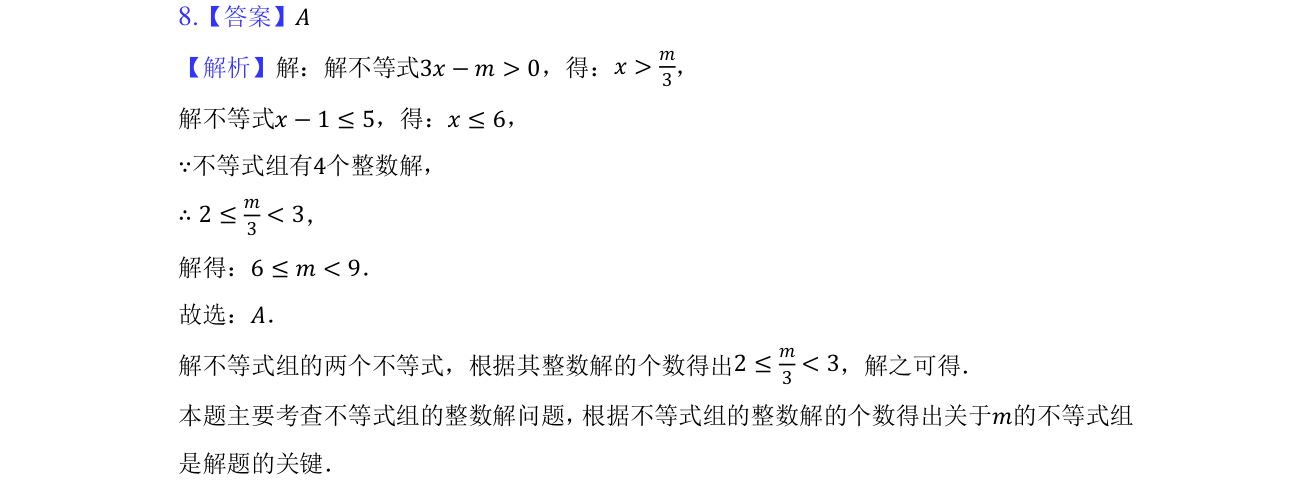 8.【答案】A
【解析】解：解不等式3x − m > 0，得：x > m/3，
解不等式x − 1 ≤ 5，得：x ≤ 6，
∵不等式组有4个整数解，
∴ 2 ≤ m/3 < 3，
解得：6 ≤ m < 9．
故选：A．
解不等式组的两个不等式，根据其整数解的个数得出2 ≤ m/3 < 3，解之可得．
本题主要考查不等式组的整数解问题，根据不等式组的整数解的个数得出关于m的不等式组
是解题的关键．